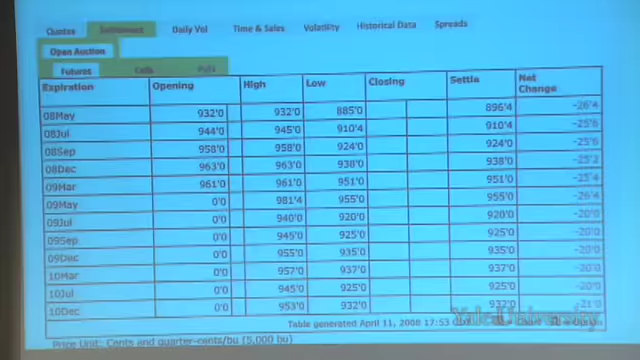 Quotes Settlement Daily Vol Time & Sales Volatility Historical Data Spreads
Open Auction
Futures Calls Puts
Expiration Opening High Low Closing Settle Net Change
08May 932'0 932'0 885'0 896'4 -26'4
08Jul 944'0 945'0 910'4 910'4 -25'6
08Sep 958'0 958'0 924'0 924'0 -25'6
08Dec 963'0 963'0 938'0 938'0 -25'2
09Mar 961'0 961'0 951'0 951'0 -25'4
09May 0'0 981'4 955'0 955'0 -26'4
09Jul 0'0 940'0 920'0 920'0 -20'0
09Sep 0'0 945'0 925'0 925'0 -20'0
09Dec 0'0 955'0 935'0 935'0 -20'0
10Mar 0'0 957'0 937'0 937'0 -20'0
10Jul 0'0 945'0 925'0 925'0 -20'0
10Dec 0'0 953'0 932'0 932'0 -21'0
Table generated April 11, 2008 17:53
Yale University
Price Unit: Cents and quarter-cents/bu (5,000 bu)